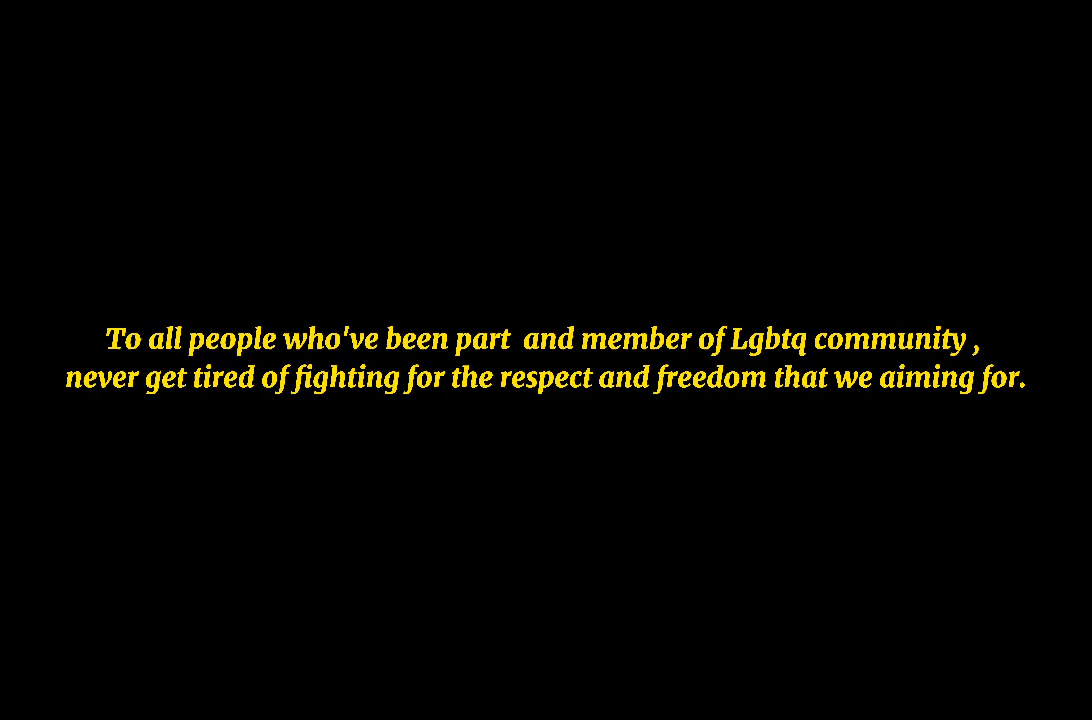 To all people who've been part  and member of Lgbtq community ,
never get tired of fighting for the respect and freedom that we aiming for.